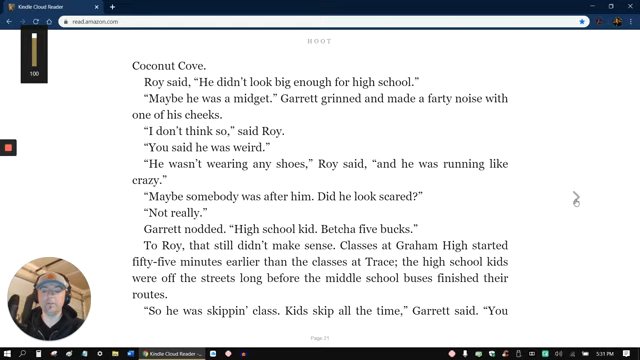 Kindle Cloud Reader
read.amazon.com
HOOT
100
Coconut Cove.
Roy said, “He didn’t look big enough for high school.”
“Maybe he was a midget.” Garrett grinned and made a farty noise with
one of his cheeks.
“I don’t think so,” said Roy.
“You said he was weird.”
“He wasn’t wearing any shoes,” Roy said, “and he was running like
crazy.”
“Maybe somebody was after him. Did he look scared?”
“Not really.”
Garrett nodded. “High school kid. Betcha five bucks.”
To Roy, that still didn’t make sense. Classes at Graham High started
fifty-five minutes earlier than the classes at Trace; the high school kids
were off the streets long before the middle school buses finished their
routes.
“So he was skippin’ class. Kids skip all the time,” Garrett said. “You
Page 21
Kindle Cloud Reader -
5:31 PM